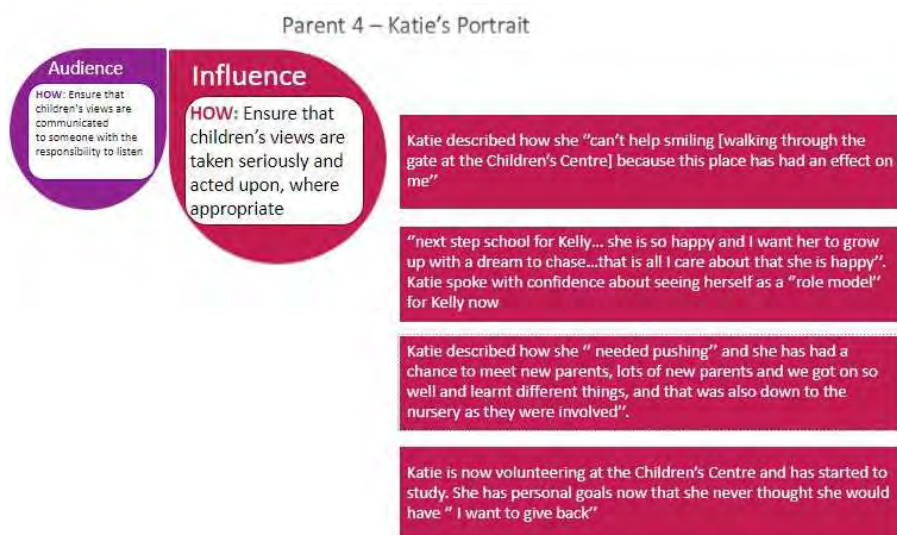 Parent 4 – Katie's Portrait
Audience
HOW: Ensure that
children's views are
communicated
to someone with the
responsibility to listen
Influence
HOW: Ensure that
children's views are
taken seriously and
acted upon, where
appropriate
Katie described how she "can't help smiling [walking through the
gate at the Children's Centre] because this place has had an effect on
me"
"next step school for Kelly... she is so happy and I want her to grow
up with a dream to chase...that is all I care about that she is happy".
Katie spoke with confidence about seeing herself as a "role model"
for Kelly now
Katie described how she " needed pushing" and she has had a
chance to meet new parents, lots of new parents and we got on so
well and learnt different things, and that was also down to the
nursery as they were involved".
Katie is now volunteering at the Children's Centre and has started to
study. She has personal goals now that she never thought she would
have " I want to give back"